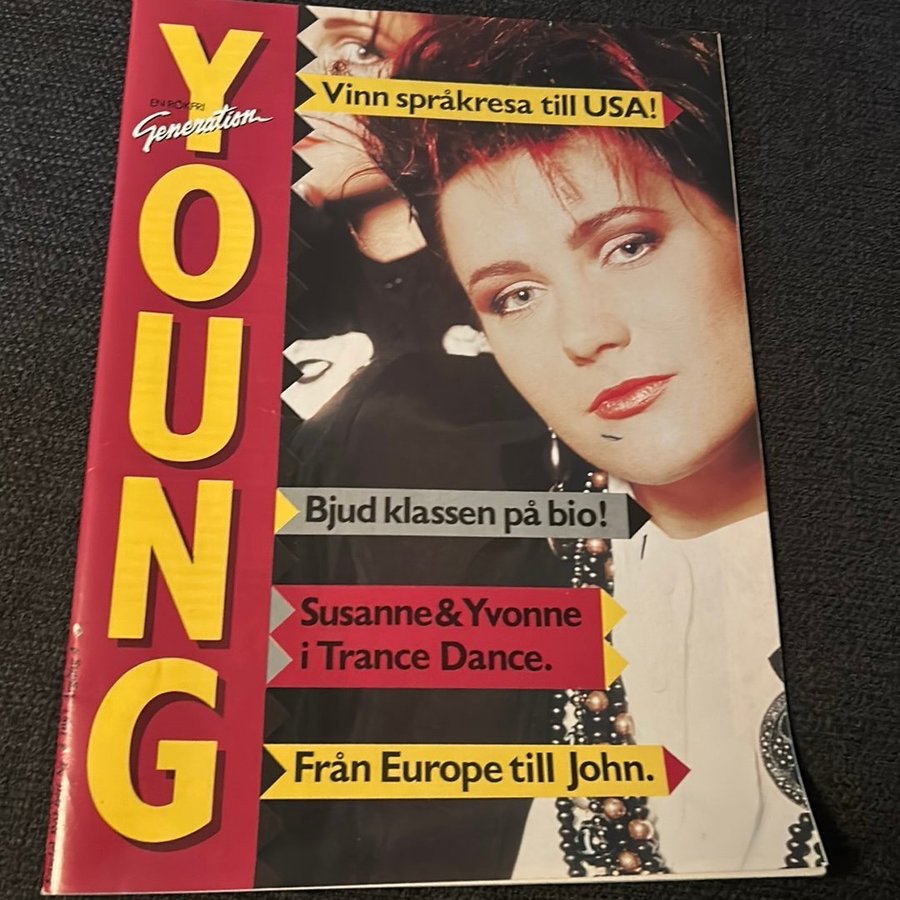 YOUNG
EN RÖKFRI
Generation
Vinn språkresa till USA!
Bjud klassen på bio!
Susanne & Yvonne
i Trance Dance.
Från Europe till John.